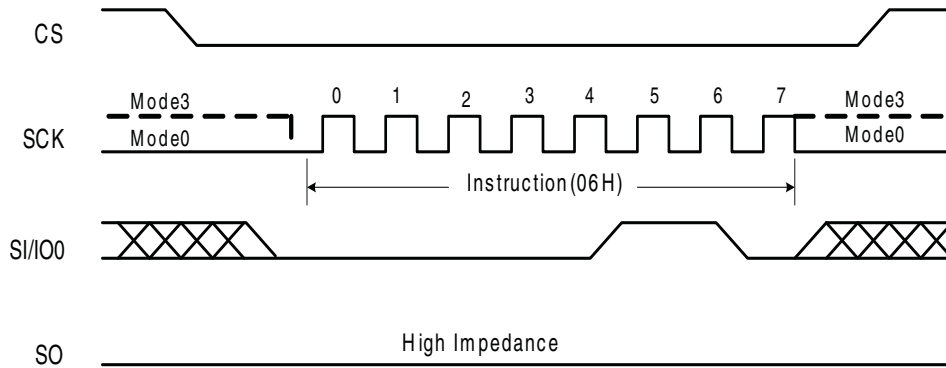 CS
0 1 2 3 4 5 6 7
Mode3 Mode3
SCK Mode0 Mode0
Instruction(06H)
SI/IO0
High Impedance
SO